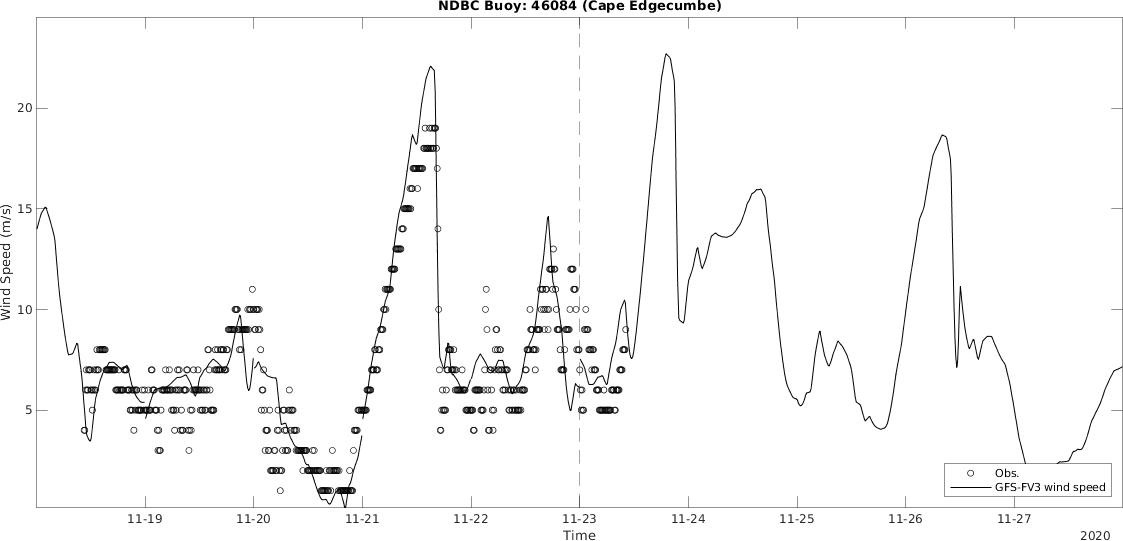 NDBC Buoy: 46084 (Cape Edgecumbe)
20
15
10
5
Wind Speed (m/s)
Obs.
GFS-FV3 wind speed
11-19 11-20 11-21 11-22 11-23 11-24 11-25 11-26 11-27
Time
2020